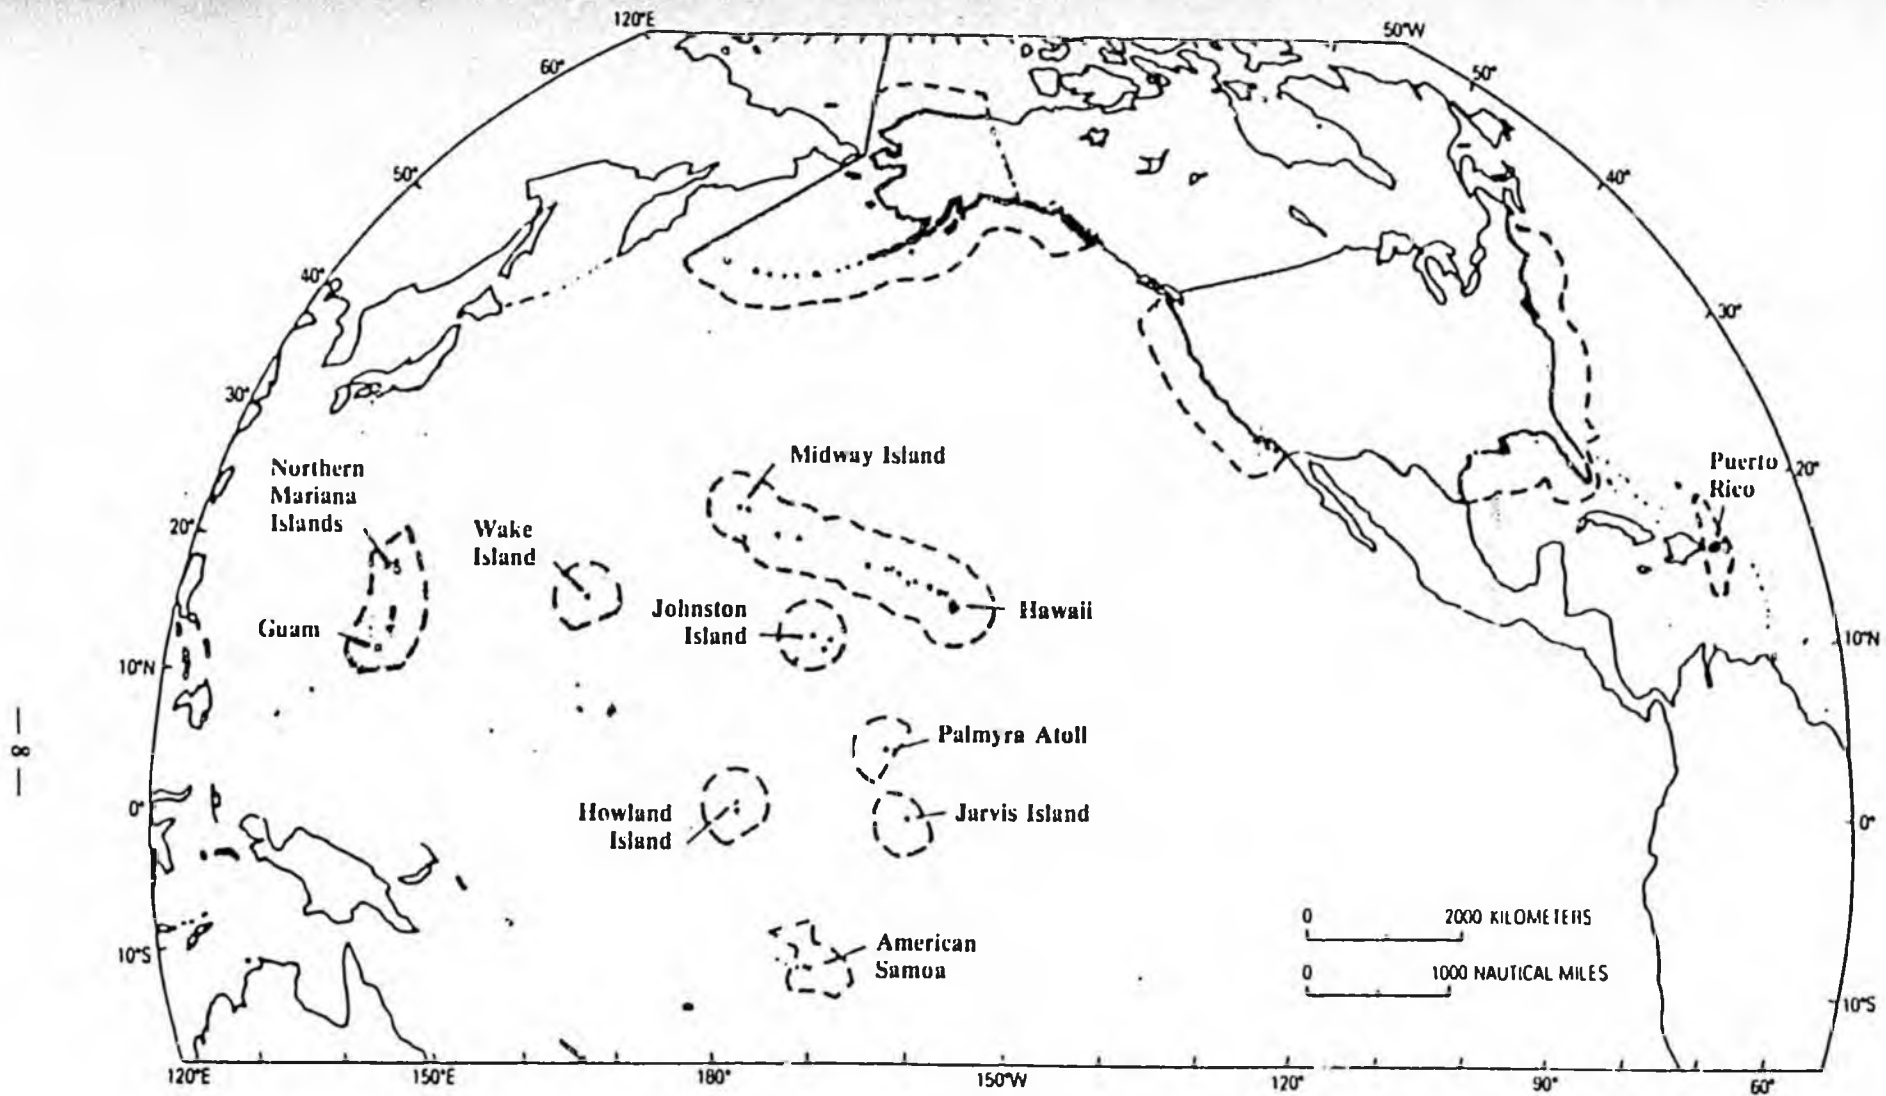 120°E
50°W
60°
50°
50°
40°
40°
30°
30°
20°
20°
10°N
10°N
0°
0°
10°S
10°S
Northern
Mariana
Islands
Guam
Wake
Island
Midway Island
Johnston
Island
Hawaii
Palmyra Atoll
Howland
Island
Jarvis Island
American
Samoa
Puerto
Rico
0 2000 KILOMETERS
0 1000 NAUTICAL MILES
120°E 150°E 180° 150°W 120° 90° 60°
— 8 —